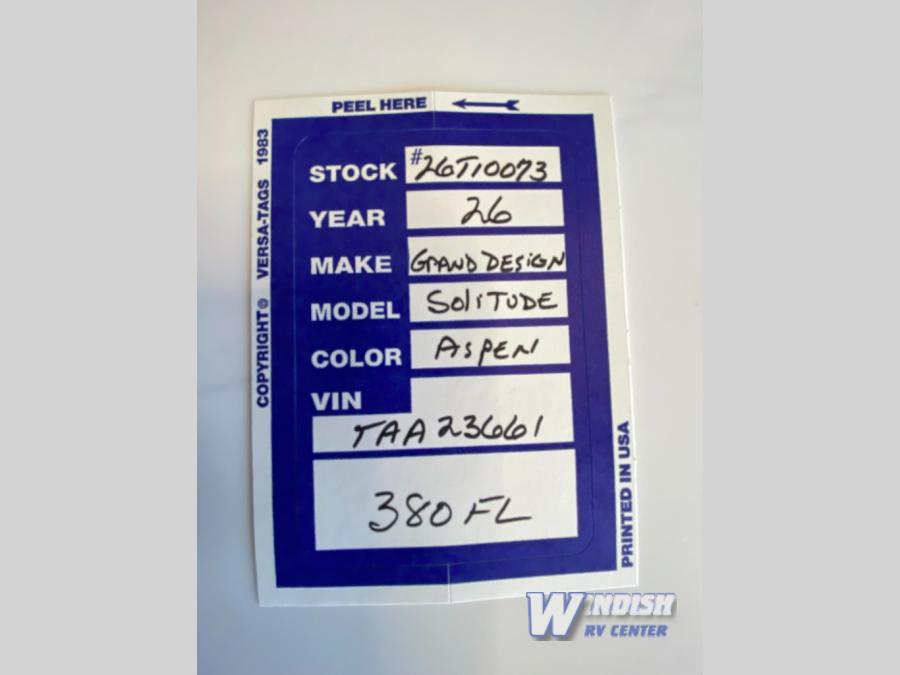 PEEL HERE
COPYRIGHT © VERSA-TAGS 1983
STOCK #26T10073
YEAR 26
MAKE GRAND DESIGN
MODEL SOLITUDE
COLOR ASPEN
VIN
TAA23661
380FL
PRINTED IN USA
WINDISH
RV CENTER